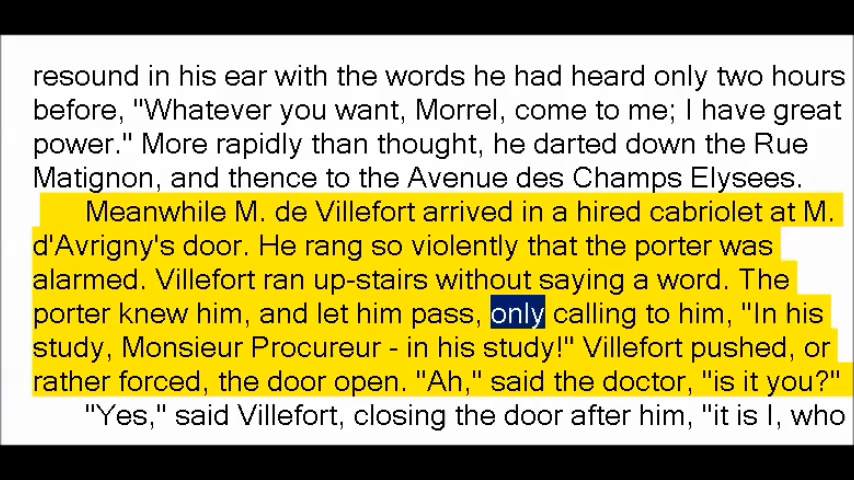 resound in his ear with the words he had heard only two hours
before, "Whatever you want, Morrel, come to me; I have great
power." More rapidly than thought, he darted down the Rue
Matignon, and thence to the Avenue des Champs Elysees.
Meanwhile M. de Villefort arrived in a hired cabriolet at M.
d'Avrigny's door. He rang so violently that the porter was
alarmed. Villefort ran up-stairs without saying a word. The
porter knew him, and let him pass, only calling to him, "In his
study, Monsieur Procureur - in his study!" Villefort pushed, or
rather forced, the door open. "Ah," said the doctor, "is it you?"
"Yes," said Villefort, closing the door after him, "it is I, who